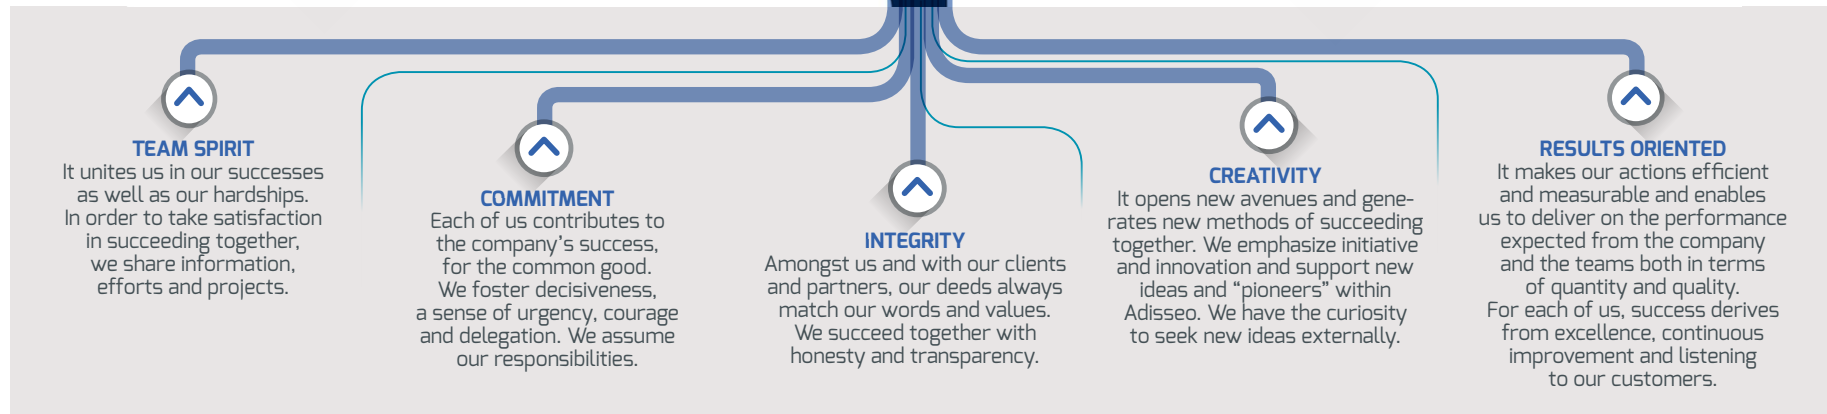 TEAM SPIRIT
It unites us in our successes
as well as our hardships.
In order to take satisfaction
in succeeding together,
we share information,
efforts and projects.
COMMITMENT
Each of us contributes to
the company's success,
for the common good.
We foster decisiveness,
a sense of urgency, courage
and delegation. We assume
our responsibilities.
INTEGRITY
Amongst us and with our clients
and partners, our deeds always
match our words and values.
We succeed together with
honesty and transparency.
CREATIVITY
It opens new avenues and gene-
rates new methods of succeeding
together. We emphasize initiative
and innovation and support new
ideas and “pioneers” within
Adisseo. We have the curiosity
to seek new ideas externally.
RESULTS ORIENTED
It makes our actions efficient
and measurable and enables
us to deliver on the performance
expected from the company
and the teams both in terms
of quantity and quality.
For each of us, success derives
from excellence, continuous
improvement and listening
to our customers.